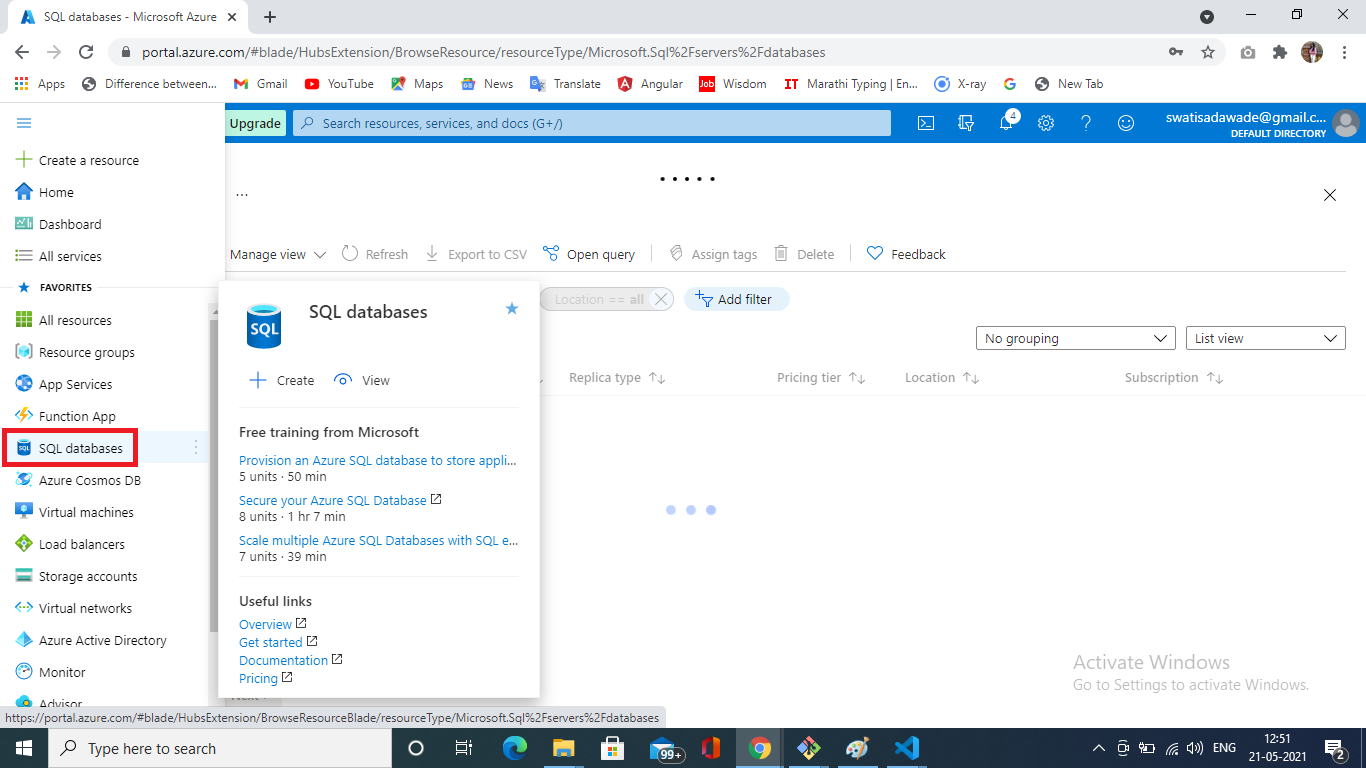 SQL databases - Microsoft Azure
portal.azure.com/#blade/HubsExtension/BrowseResource/resourceType/Microsoft.Sql%2Fservers%2Fdatabases
Apps
Difference between...
Gmail
YouTube
Maps
News
Translate
Angular
Job
Wisdom
IT
Marathi Typing | En...
X-ray
New Tab
Upgrade
Search resources, services, and docs (G+/)
4
swatisadawade@gmail.c...
DEFAULT DIRECTORY
Create a resource
Home
Dashboard
All services
FAVORITES
All resources
Resource groups
App Services
Function App
SQL databases
Azure Cosmos DB
Virtual machines
Load balancers
Storage accounts
Virtual networks
Azure Active Directory
Monitor
Advisor
...
Manage view
Refresh
Export to CSV
Open query
Assign tags
Delete
Feedback
Location == all
Add filter
No grouping
List view
Replica type
Pricing tier
Location
Subscription
SQL
SQL databases
Create
View
Free training from Microsoft
Provision an Azure SQL database to store appli...
5 units · 50 min
Secure your Azure SQL Database
8 units · 1 hr 7 min
Scale multiple Azure SQL Databases with SQL e...
7 units · 39 min
Useful links
Overview
Get started
Documentation
Pricing
Activate Windows
Go to Settings to activate Windows.
https://portal.azure.com/#blade/HubsExtension/BrowseResourceBlade/resourceType/Microsoft.Sql%2Fservers%2Fdatabases
Type here to search
99+
ENG
12:51
21-05-2021
2